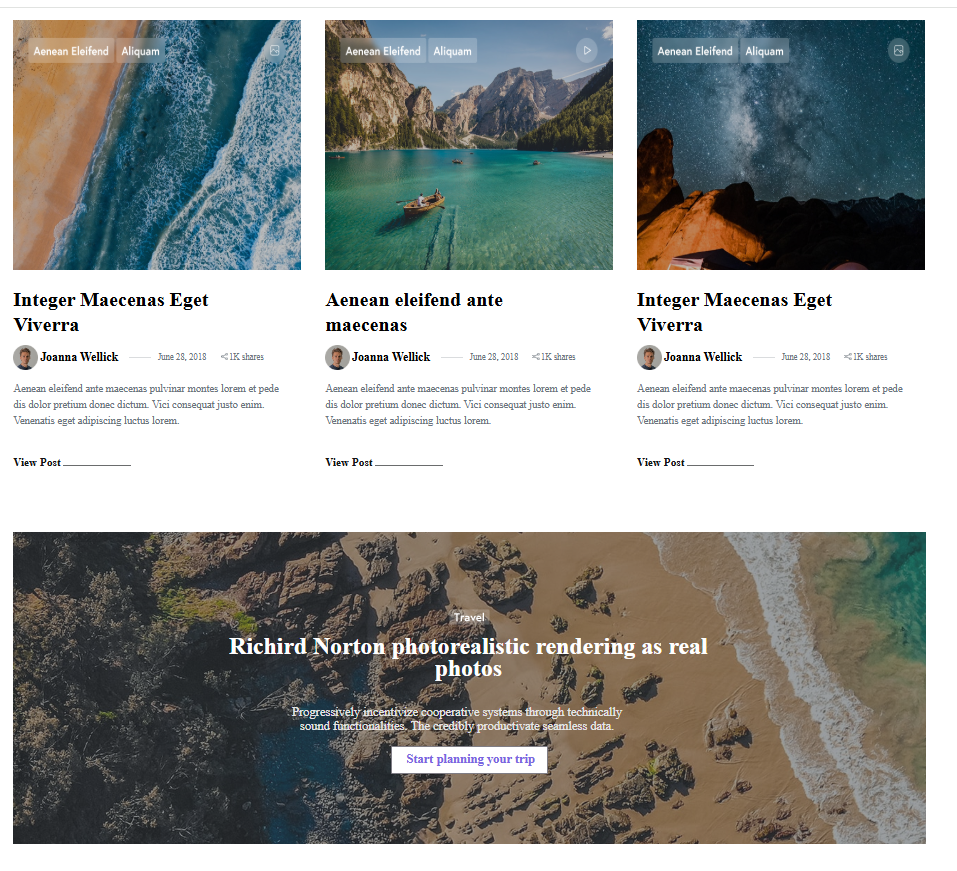 Aenean Eleifend Aliquam
Aenean Eleifend Aliquam
Aenean Eleifend Aliquam
Integer Maecenas Eget
Viverra
Joanna Wellick June 28, 2018 1K shares
Aenean eleifend ante maecenas pulvinar montes lorem et pede
dis dolor pretium donec dictum. Vici consequat justo enim.
Venenatis eget adipiscing luctus lorem.
View Post
Aenean eleifend ante
maecenas
Joanna Wellick June 28, 2018 1K shares
Aenean eleifend ante maecenas pulvinar montes lorem et pede
dis dolor pretium donec dictum. Vici consequat justo enim.
Venenatis eget adipiscing luctus lorem.
View Post
Integer Maecenas Eget
Viverra
Joanna Wellick June 28, 2018 1K shares
Aenean eleifend ante maecenas pulvinar montes lorem et pede
dis dolor pretium donec dictum. Vici consequat justo enim.
Venenatis eget adipiscing luctus lorem.
View Post
Travel
Richird Norton photorealistic rendering as real
photos
Progressively incentivize cooperative systems through technically
sound functionalities. The credibly productivate seamless data.
Start planning your trip